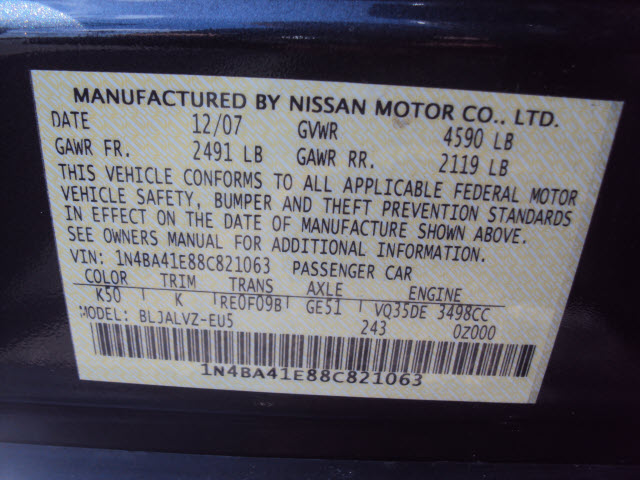 MANUFACTURED BY NISSAN MOTOR CO., LTD.
DATE 12/07 GVWR 4590 LB
GAWR FR. 2491 LB GAWR RR. 2119 LB
THIS VEHICLE CONFORMS TO ALL APPLICABLE FEDERAL MOTOR
VEHICLE SAFETY, BUMPER AND THEFT PREVENTION STANDARDS
IN EFFECT ON THE DATE OF MANUFACTURE SHOWN ABOVE.
SEE OWNERS MANUAL FOR ADDITIONAL INFORMATION.
VIN: 1N4BA41E88C821063 PASSENGER CAR
COLOR TRIM TRANS AXLE ENGINE
K50 K RE0F09B GE51 VQ35DE 3498CC
MODEL: BLJALVZ-EU5 243 0Z000
1N4BA41E88C821063